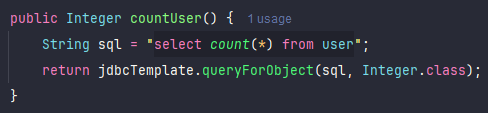 public Integer countUser() { 1 usage
    String sql = "select count(*) from user";
    return jdbcTemplate.queryForObject(sql, Integer.class);
}